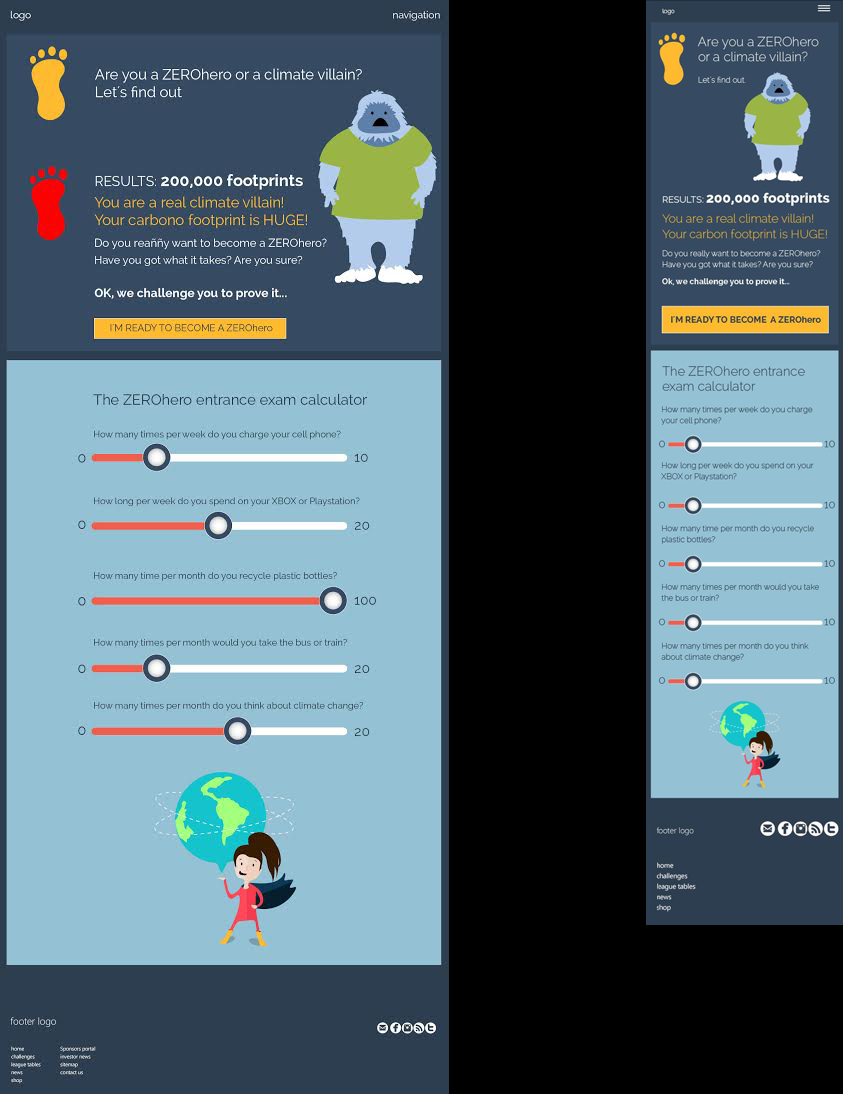 logo
navigation
Are you a ZEROhero or a climate villain?
Let's find out
RESULTS: 200,000 footprints
You are a real climate villain!
Your carbono footprint is HUGE!
Do you reaññy want to become a ZEROhero?
Have you got what it takes? Are you sure?
OK, we challenge you to prove it...
I'M READY TO BECOME A ZEROhero
The ZEROhero entrance exam calculator
How many times per week do you charge your cell phone?
0 10
How long per week do you spend on your XBOX or Playstation?
0 20
How many time per month do you recycle plastic bottles?
0 100
How many times per month would you take the bus or train?
0 20
How many times per month do you think about climate change?
0 20
footer logo
home
challenges
league tables
news
shop
Sponsors portal
investor news
sitemap
contact us
logo
Are you a ZEROhero
or a climate villain?
Let's find out.
RESULTS: 200,000 footprints
You are a real climate villain!
Your carbon footprint is HUGE!
Do you really want to become a ZEROhero?
Have you got what it takes? Are you sure?
Ok, we challenge you to prove it...
I'M READY TO BECOME A ZEROhero
The ZEROhero entrance
exam calculator
How many times per week do you charge
your cell phone?
0 10
How long per week do you spend on your
XBOX or Playstation?
0 10
How many time per month do you recycle
plastic bottles?
0 10
How many times per month would you take
the bus or train?
0 10
How many times per month do you think
about climate change?
0 10
footer logo
home
challenges
league tables
news
shop